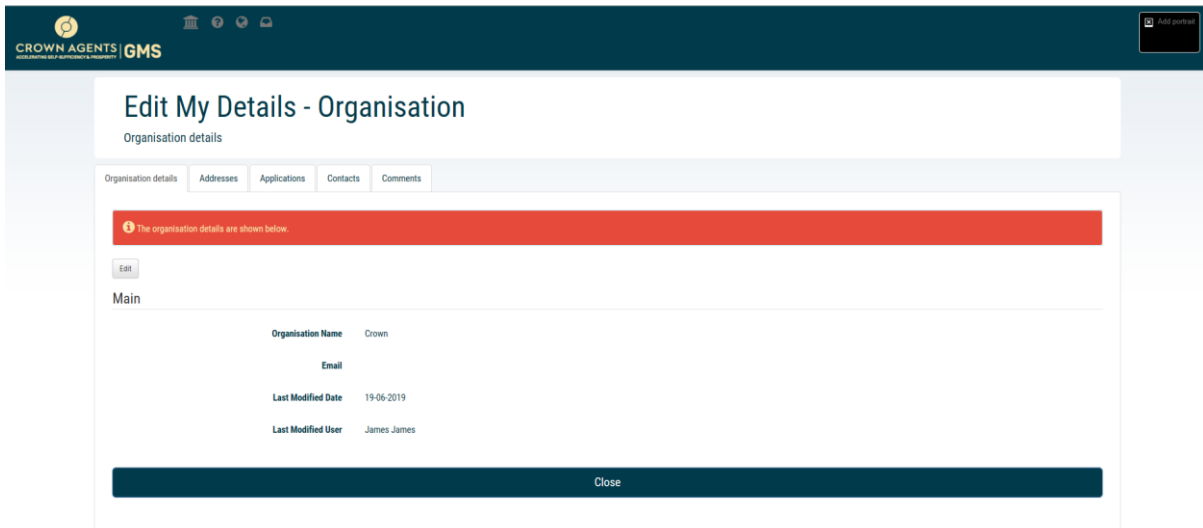 CROWN AGENTS | GMS
ACCELERATING SELF-SUFFICIENCY & PROSPERITY
Add portrait
Edit My Details - Organisation
Organisation details
Organisation details Addresses Applications Contacts Comments
The organisation details are shown below.
Edit
Main
Organisation Name Crown
Email
Last Modified Date 19-06-2019
Last Modified User James James
Close